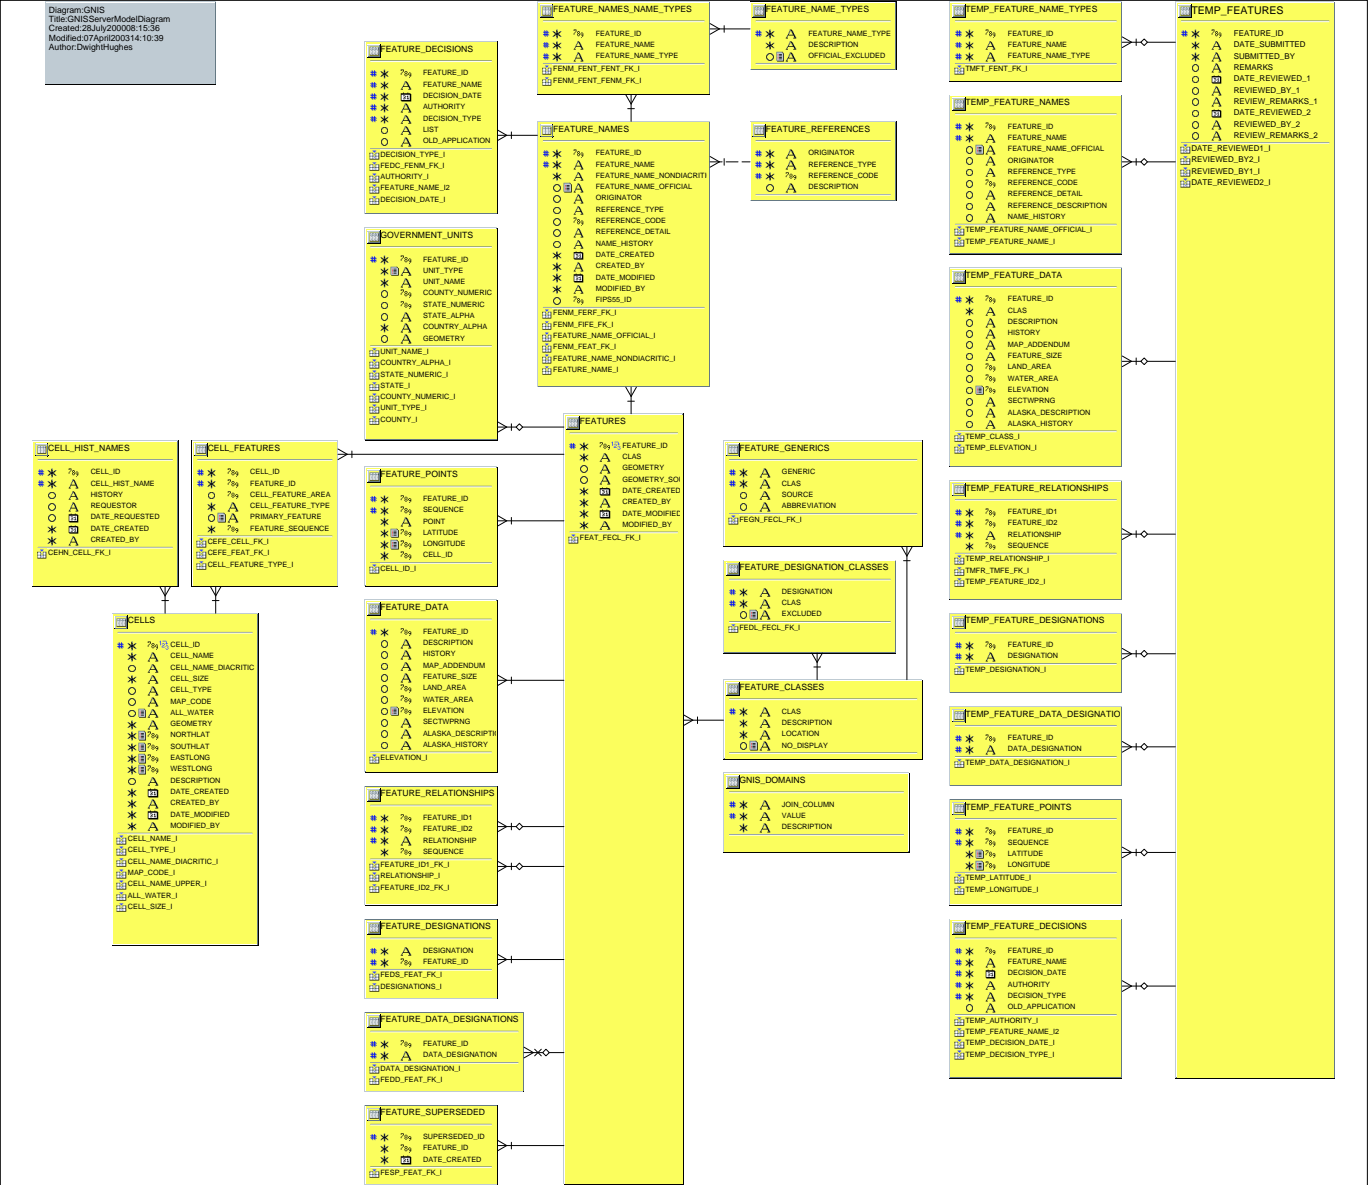 Diagram:GNIS
Title:GNISServerModelDiagram
Created:28July200008:15:36
Modified:07April200314:10:39
Author:DwightHughes
FEATURE_DECISIONS
FEATURE_ID
FEATURE_NAME
DECISION_DATE
AUTHORITY
DECISION_TYPE
LIST
OLD_APPLICATION
DECISION_TYPE_I
FEDC_FENM_FK_I
AUTHORITY_I
FEATURE_NAME_I2
DECISION_DATE_I
GOVERNMENT_UNITS
FEATURE_ID
UNIT_TYPE
UNIT_NAME
COUNTY_NUMERIC
STATE_NUMERIC
STATE_ALPHA
COUNTRY_ALPHA
GEOMETRY
UNIT_NAME_I
COUNTRY_ALPHA_I
STATE_NUMERIC_I
STATE_I
COUNTY_NUMERIC_I
UNIT_TYPE_I
COUNTY_I
FEATURE_NAMES_NAME_TYPES
FEATURE_ID
FEATURE_NAME
FEATURE_NAME_TYPE
FENM_FENT_FENT_FK_I
FENM_FENT_FENM_FK_I
FEATURE_NAME_TYPES
FEATURE_NAME_TYPE
DESCRIPTION
OFFICIAL_EXCLUDED
FEATURE_NAMES
FEATURE_ID
FEATURE_NAME
FEATURE_NAME_NONDIACRITI
FEATURE_NAME_OFFICIAL
ORIGINATOR
REFERENCE_TYPE
REFERENCE_CODE
REFERENCE_DETAIL
NAME_HISTORY
DATE_CREATED
CREATED_BY
DATE_MODIFIED
MODIFIED_BY
FIPS55_ID
FENM_FERF_FK_I
FENM_FIFE_FK_I
FEATURE_NAME_OFFICIAL_I
FENM_FEAT_FK_I
FEATURE_NAME_NONDIACRITIC_I
FEATURE_NAME_I
FEATURE_REFERENCES
ORIGINATOR
REFERENCE_TYPE
REFERENCE_CODE
DESCRIPTION
CELL_HIST_NAMES
CELL_ID
CELL_HIST_NAME
HISTORY
REQUESTOR
DATE_REQUESTED
DATE_CREATED
CREATED_BY
CEHN_CELL_FK_I
CELL_FEATURES
CELL_ID
FEATURE_ID
CELL_FEATURE_AREA
CELL_FEATURE_TYPE
PRIMARY_FEATURE
FEATURE_SEQUENCE
CEFE_CELL_FK_I
CEFE_FEAT_FK_I
CELL_FEATURE_TYPE_I
CELLS
CELL_ID
CELL_NAME
CELL_NAME_DIACRITIC
CELL_SIZE
CELL_TYPE
MAP_CODE
ALL_WATER
GEOMETRY
NORTHLAT
SOUTHLAT
EASTLONG
WESTLONG
DESCRIPTION
DATE_CREATED
CREATED_BY
DATE_MODIFIED
MODIFIED_BY
CELL_NAME_I
CELL_TYPE_I
CELL_NAME_DIACRITIC_I
MAP_CODE_I
CELL_NAME_UPPER_I
ALL_WATER_I
CELL_SIZE_I
FEATURE_POINTS
FEATURE_ID
SEQUENCE
POINT
LATITUDE
LONGITUDE
CELL_ID
CELL_ID_I
FEATURE_DATA
FEATURE_ID
DESCRIPTION
HISTORY
MAP_ADDENDUM
FEATURE_SIZE
LAND_AREA
WATER_AREA
ELEVATION
SECTWPRNG
ALASKA_DESCRIPTI
ALASKA_HISTORY
ELEVATION_I
FEATURE_RELATIONSHIPS
FEATURE_ID1
FEATURE_ID2
RELATIONSHIP
SEQUENCE
FEATURE_ID1_FK_I
RELATIONSHIP_I
FEATURE_ID2_FK_I
FEATURE_DESIGNATIONS
DESIGNATION
FEATURE_ID
FEDS_FEAT_FK_I
DESIGNATIONS_I
FEATURE_DATA_DESIGNATIONS
FEATURE_ID
DATA_DESIGNATION
DATA_DESIGNATION_I
FEDD_FEAT_FK_I
FEATURE_SUPERSEDED
SUPERSEDED_ID
FEATURE_ID
DATE_CREATED
FESP_FEAT_FK_I
FEATURES
FEATURE_ID
CLAS
GEOMETRY
GEOMETRY_SO
DATE_CREATED
CREATED_BY
DATE_MODIFIED
MODIFIED_BY
FEAT_FECL_FK_I
FEATURE_GENERICS
GENERIC
CLAS
SOURCE
ABBREVIATION
FEGN_FECL_FK_I
FEATURE_DESIGNATION_CLASSES
DESIGNATION
CLAS
EXCLUDED
FEDL_FECL_FK_I
FEATURE_CLASSES
CLAS
DESCRIPTION
LOCATION
NO_DISPLAY
GNIS_DOMAINS
JOIN_COLUMN
VALUE
DESCRIPTION
TEMP_FEATURE_NAME_TYPES
FEATURE_ID
FEATURE_NAME
FEATURE_NAME_TYPE
TMFT_FENT_FK_I
TEMP_FEATURE_NAMES
FEATURE_ID
FEATURE_NAME
FEATURE_NAME_OFFICIAL
ORIGINATOR
REFERENCE_TYPE
REFERENCE_CODE
REFERENCE_DETAIL
REFERENCE_DESCRIPTION
NAME_HISTORY
TEMP_FEATURE_NAME_OFFICIAL_I
TEMP_FEATURE_NAME_I
TEMP_FEATURE_DATA
FEATURE_ID
CLAS
DESCRIPTION
HISTORY
MAP_ADDENDUM
FEATURE_SIZE
LAND_AREA
WATER_AREA
ELEVATION
SECTWPRNG
ALASKA_DESCRIPTION
ALASKA_HISTORY
TEMP_CLASS_I
TEMP_ELEVATION_I
TEMP_FEATURE_RELATIONSHIPS
FEATURE_ID1
FEATURE_ID2
RELATIONSHIP
SEQUENCE
TEMP_RELATIONSHIP_I
TMFR_TMFE_FK_I
TEMP_FEATURE_ID2_I
TEMP_FEATURE_DESIGNATIONS
FEATURE_ID
DESIGNATION
TEMP_DESIGNATION_I
TEMP_FEATURE_DATA_DESIGNATIO
FEATURE_ID
DATA_DESIGNATION
TEMP_DATA_DESIGNATION_I
TEMP_FEATURE_POINTS
FEATURE_ID
SEQUENCE
LATITUDE
LONGITUDE
TEMP_LATITUDE_I
TEMP_LONGITUDE_I
TEMP_FEATURE_DECISIONS
FEATURE_ID
FEATURE_NAME
DECISION_DATE
AUTHORITY
DECISION_TYPE
OLD_APPLICATION
TEMP_AUTHORITY_I
TEMP_FEATURE_NAME_I2
TEMP_DECISION_DATE_I
TEMP_DECISION_TYPE_I
TEMP_FEATURES
FEATURE_ID
DATE_SUBMITTED
SUBMITTED_BY
REMARKS
DATE_REVIEWED_1
REVIEWED_BY_1
REVIEW_REMARKS_1
DATE_REVIEWED_2
REVIEWED_BY_2
REVIEW_REMARKS_2
DATE_REVIEWED1_I
REVIEWED_BY2_I
REVIEWED_BY1_I
DATE_REVIEWED2_I